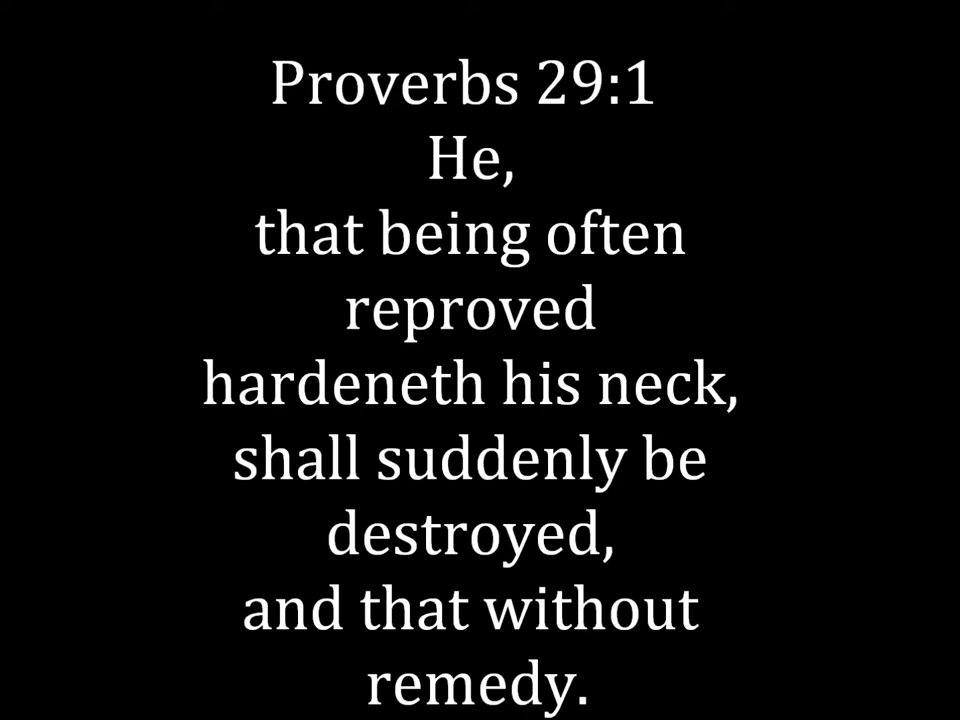 Proverbs 29:1
He,
that being often
reproved
hardeneth his neck,
shall suddenly be
destroyed,
and that without
remedy.